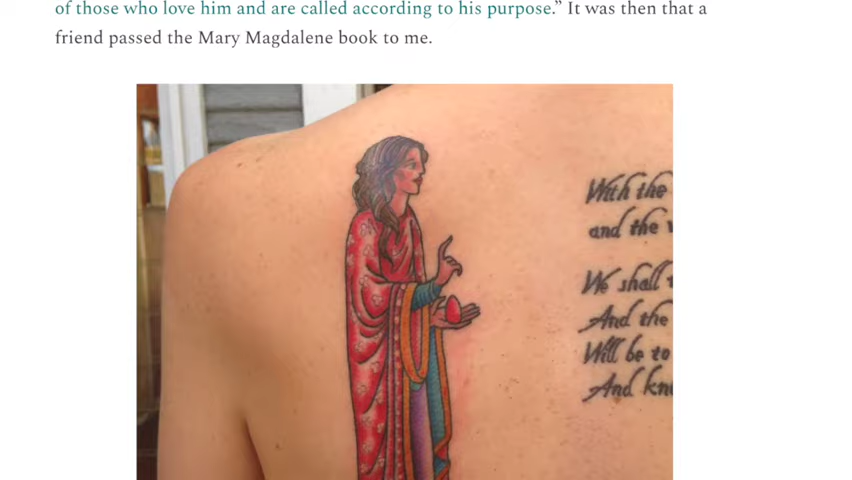 of those who love him and are called according to his purpose.” It was then that a
friend passed the Mary Magdalene book to me.
With the
and the
We shall
And the
Will be to
And